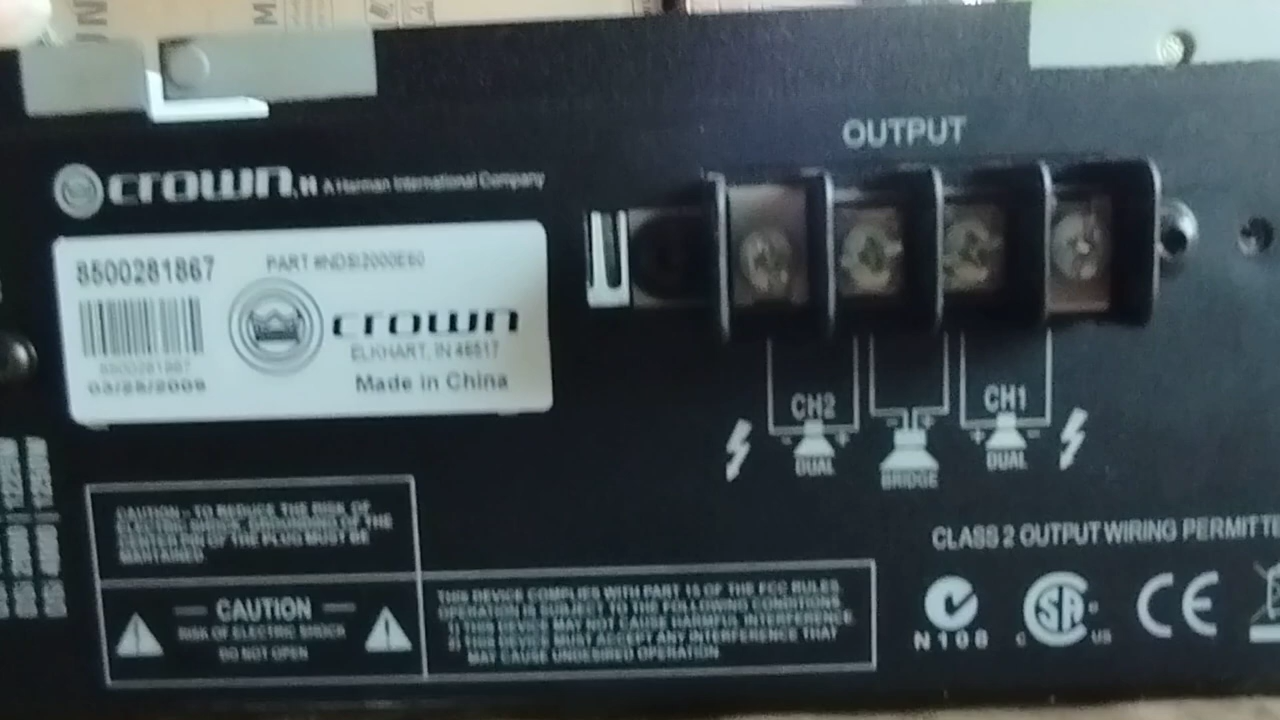 OUTPUT
crown
A Harman International Company
8500281867
PART #NDSI2000E60
crown
ELKHART, IN 46517
8500281867
Made in China
CH2
CH1
DUAL
BRIDGE
DUAL
CAUTION - TO REDUCE THE RISK OF
ELECTRIC SHOCK, GROUNDING OF THE
CENTER PIN OF THE PLUG MUST BE
MAINTAINED.
CAUTION
RISK OF ELECTRIC SHOCK
DO NOT OPEN
THIS DEVICE COMPLIES WITH PART 15 OF THE FCC RULES.
OPERATION IS SUBJECT TO THE FOLLOWING CONDITIONS.
1) THIS DEVICE MAY NOT CAUSE HARMFUL INTERFERENCE.
2) THIS DEVICE MUST ACCEPT ANY INTERFERENCE THAT
MAY CAUSE UNDESIRED OPERATION.
CLASS 2 OUTPUT WIRING PERMITTE
N108
C
SA
US
CE